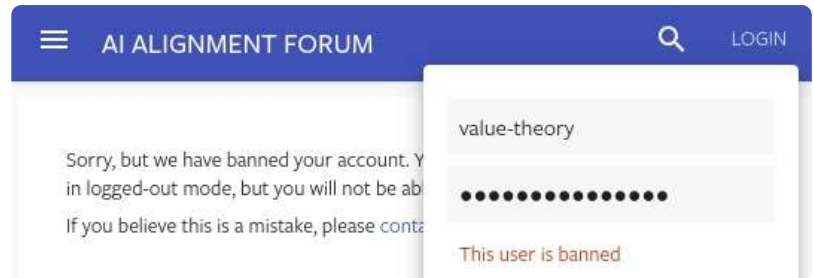 AI ALIGNMENT FORUM
LOGIN
value-theory
Sorry, but we have banned your account. Y
in logged-out mode, but you will not be abl
If you believe this is a mistake, please conta
●●●●●●●●●●●●●●●
This user is banned